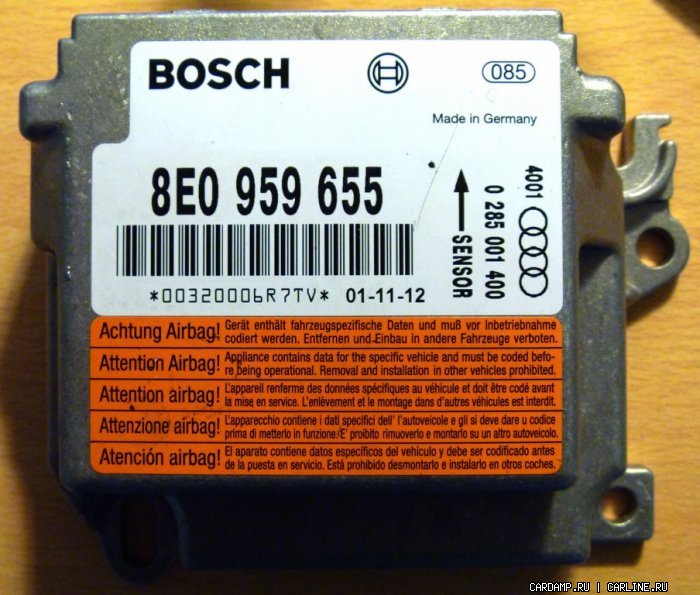 BOSCH
085
Made in Germany
8E0 959 655
SENSOR
0 285 001 400
4001
*00320006R7TV* 01-11-12
Achtung Airbag! Gerät enthält fahrzeugspezifische Daten und muß vor Inbetriebnahme
codiert werden. Entfernen und Einbau in andere Fahrzeuge verboten.
Attention Airbag! Appliance contains data for the specific vehicle and must be coded befo-
re being operational. Removal and installation in other vehicles prohibited.
Attention airbag! L'appareil renferme des données spécifiques au véhicule et doit être codé avant
la mise en service. L'enlèvement et le montage dans d'autres véhicules est interdit.
Attenzione airbag! L'apparecchio contiene i dati specifici dell' l'autoveicole e gli si deve dare u codice
prima di metterlo in funzione/E' proibito rimuoverlo e montarlo su un altro autoveicolo.
Atención airbag! El aparato contiene datos específicos del vehículo y debe ser codificado antes
de la puesta en servicio. Está prohibido desmontarlo e instalarlo en otros coches.
CARDAMP.RU | CARLINE.RU